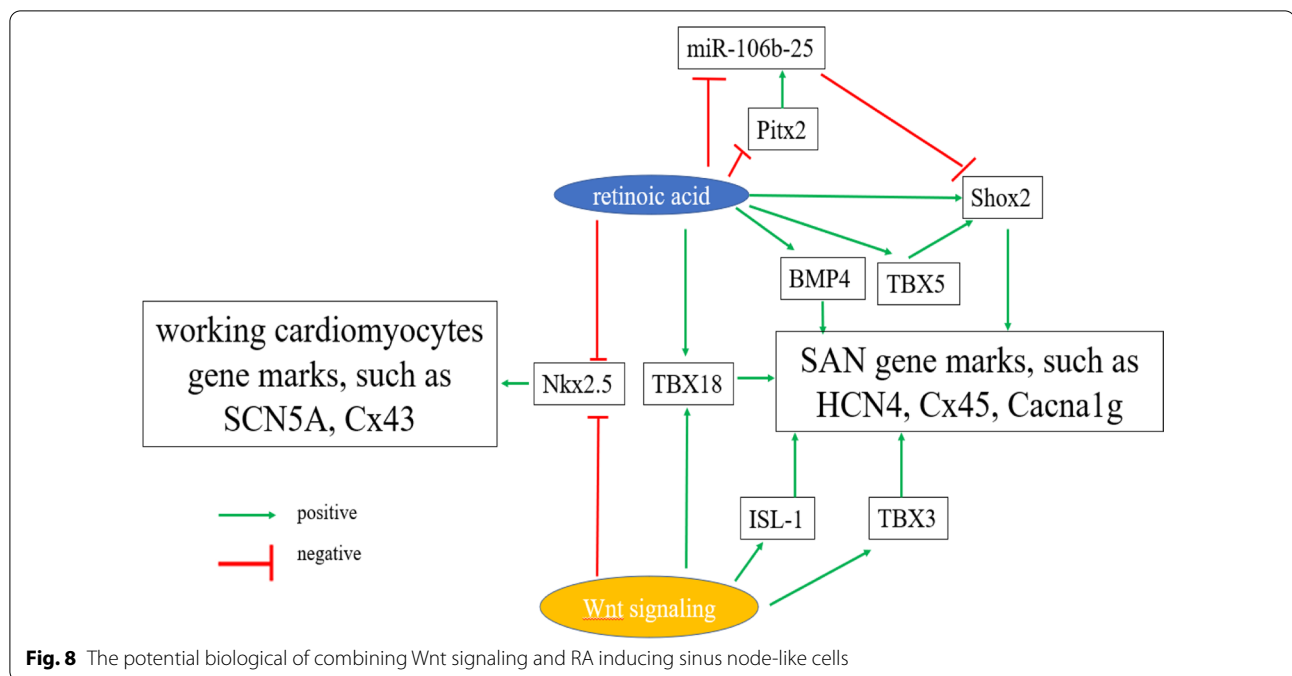 miR-106b-25
Pitx2
retinoic acid
Shox2
BMP4
TBX5
working cardiomyocytes
gene marks, such as
SCN5A, Cx43
Nkx2.5
TBX18
SAN gene marks, such as
HCN4, Cx45, Cacna1g
positive
negative
ISL-1
TBX3
Wnt signaling
Fig. 8 The potential biological of combining Wnt signaling and RA inducing sinus node-like cells